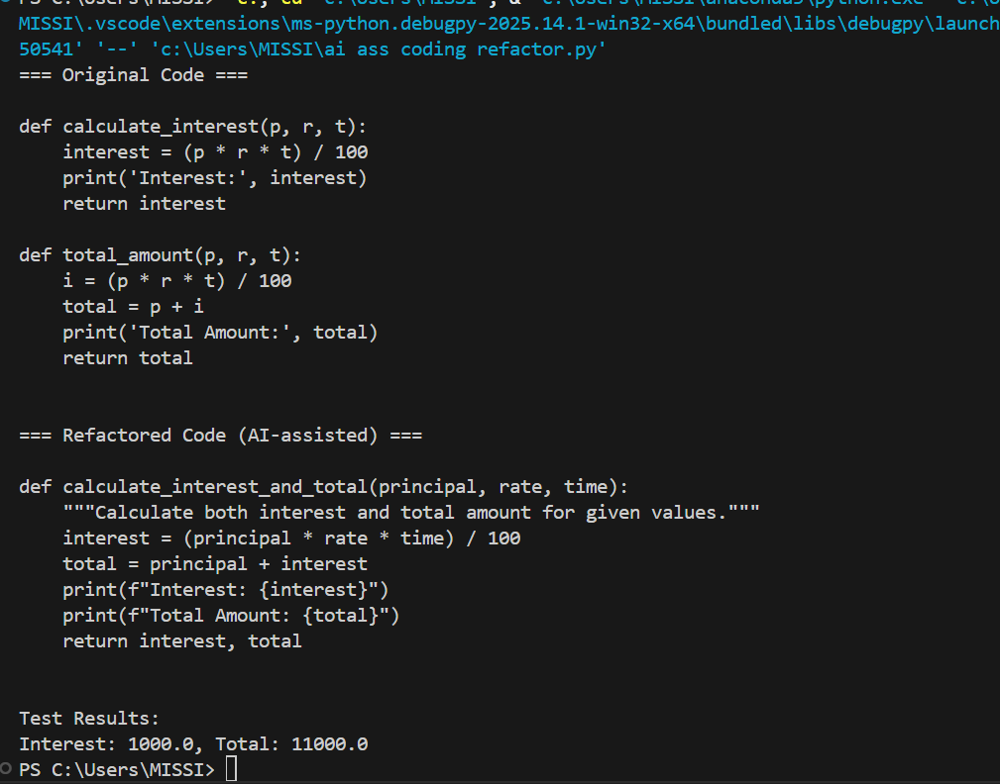 MISSI\.vscode\extensions\ms-python.debugpy-2025.14.1-win32-x64\bundled\libs\debugpy\launch
50541' '--' 'c:\Users\MISSI\ai ass coding refactor.py'
=== Original Code ===
def calculate_interest(p, r, t):
    interest = (p * r * t) / 100
    print('Interest:', interest)
    return interest
def total_amount(p, r, t):
    i = (p * r * t) / 100
    total = p + i
    print('Total Amount:', total)
    return total
=== Refactored Code (AI-assisted) ===
def calculate_interest_and_total(principal, rate, time):
    """Calculate both interest and total amount for given values."""
    interest = (principal * rate * time) / 100
    total = principal + interest
    print(f"Interest: {interest}")
    print(f"Total Amount: {total}")
    return interest, total
Test Results:
Interest: 1000.0, Total: 11000.0
PS C:\Users\MISSI>